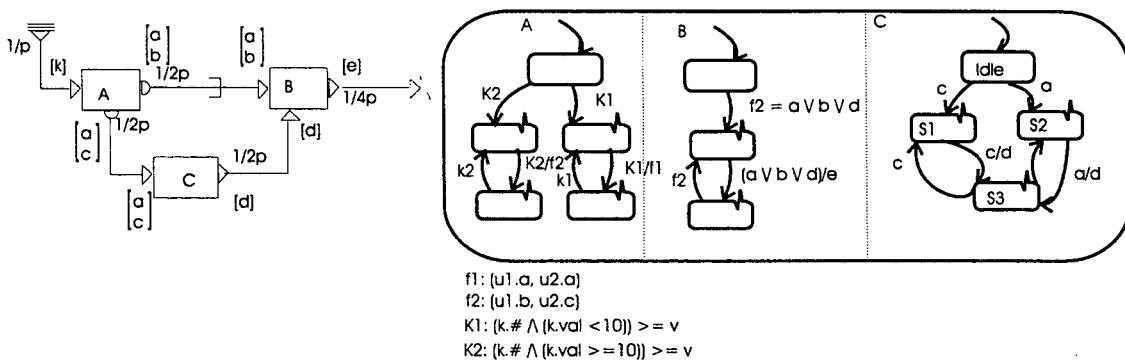 1/p
[k]
A
[a b]
1/2p
[a b]
B
[e]
1/4p
1/2p
[a c]
[d]
C
1/2p
[a c]
[d]
A
K2
K1
k2
K2/f2
k1
K1/f1
B
f2 = a V b V d
f2
(a V b V d)/e
C
Idle
c
a
S1
S2
c
c/d
a/d
S3
f1: (u1.a, u2.a)
f2: (u1.b, u2.c)
K1: (k.# Λ (k.val <10)) >= v
K2: (k.# Λ (k.val >=10)) >= v